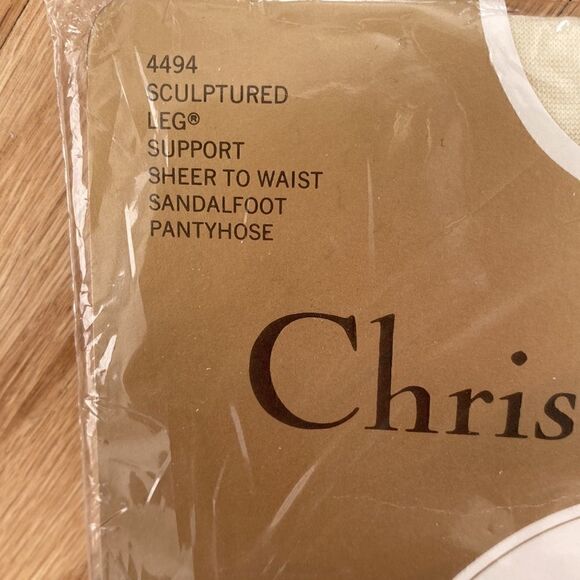 4494
SCULPTURED
LEG®
SUPPORT
SHEER TO WAIST
SANDALFOOT
PANTYHOSE
Chris